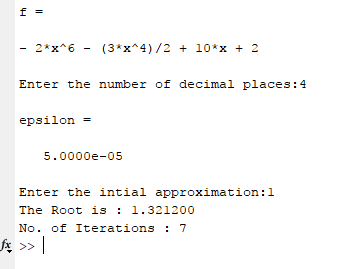 f =
- 2*x^6 - (3*x^4)/2 + 10*x + 2
Enter the number of decimal places:4
epsilon =
5.0000e-05
Enter the intial approximation:1
The Root is : 1.321200
No. of Iterations : 7
fx >>